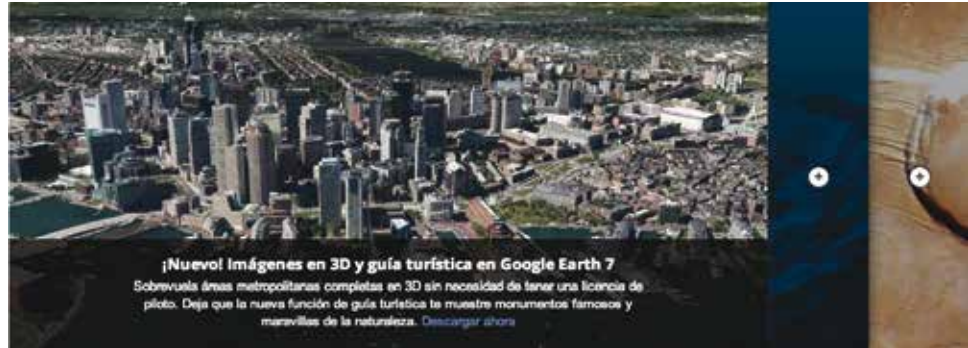 ¡Nuevo! Imágenes en 3D y guía turística en Google Earth 7
Sobrevuela áreas metropolitanas completas en 3D sin necesidad de tener una licencia de
piloto. Deja que la nueva función de guía turística te muestre monumentos famosos y
maravillas de la naturaleza. Descargar ahora